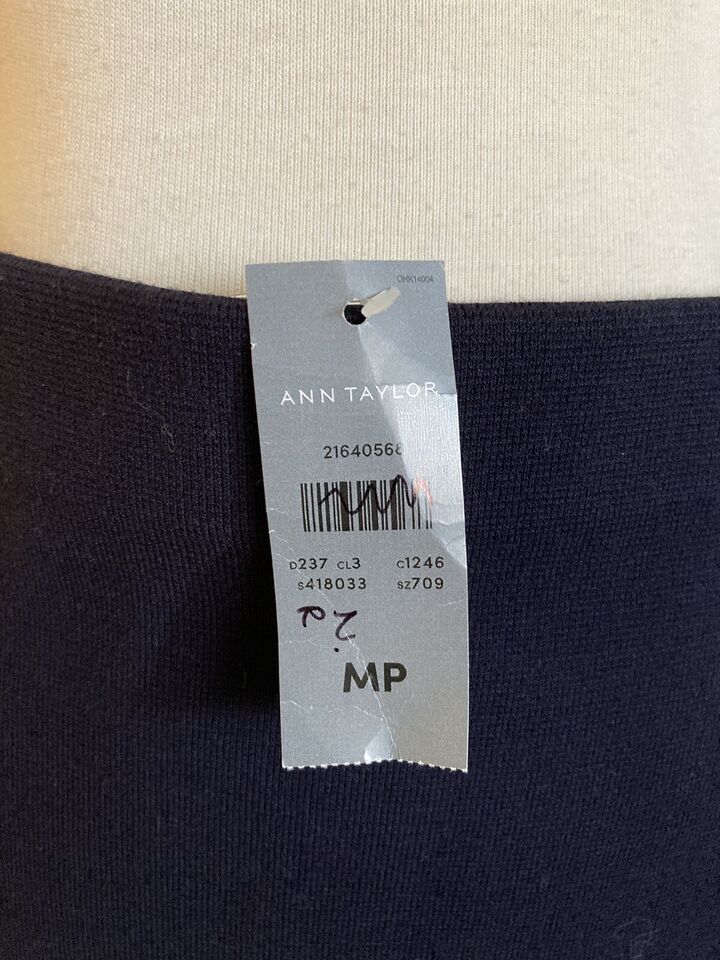 OHK14004
ANN TAYLOR
21640568
D237 CL3 C1246
S418033 SZ709
MP